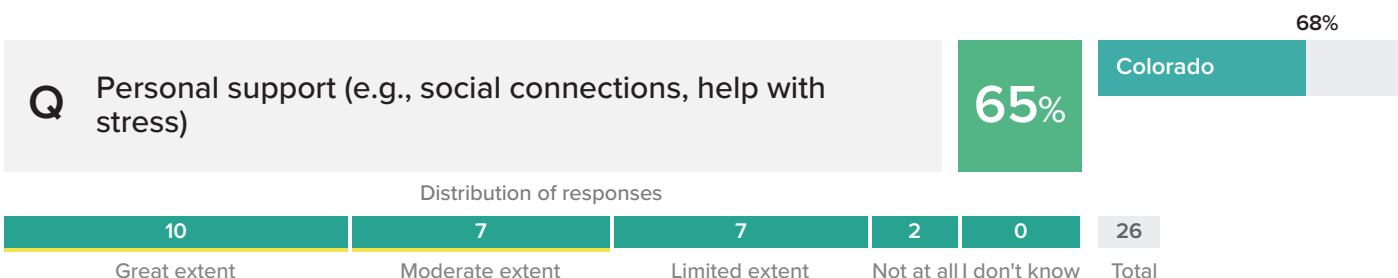 68%
Q Personal support (e.g., social connections, help with
stress)
65%
Colorado
Distribution of responses
10 7 7 2 0 26
Great extent Moderate extent Limited extent Not at all I don't know Total